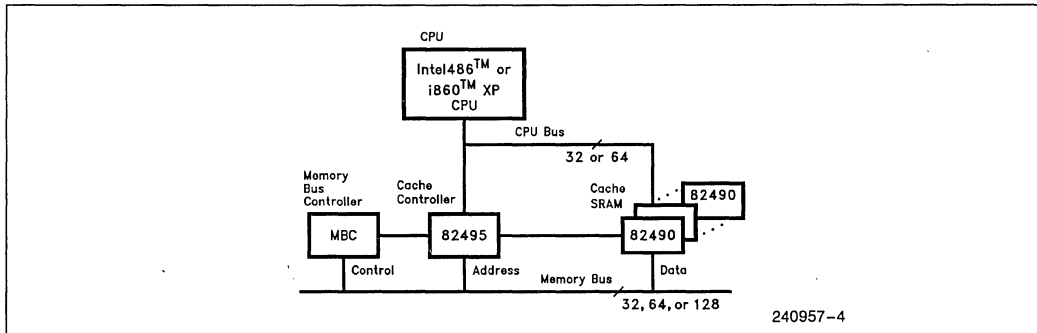 CPU
Intel486™ or
i860™ XP
CPU
CPU Bus
32 or 64
Memory
Bus
Controller
Cache
Controller
Cache
SRAM
82490
MBC
82495
82490
Control
Address
Data
Memory Bus
32, 64, or 128
240957-4